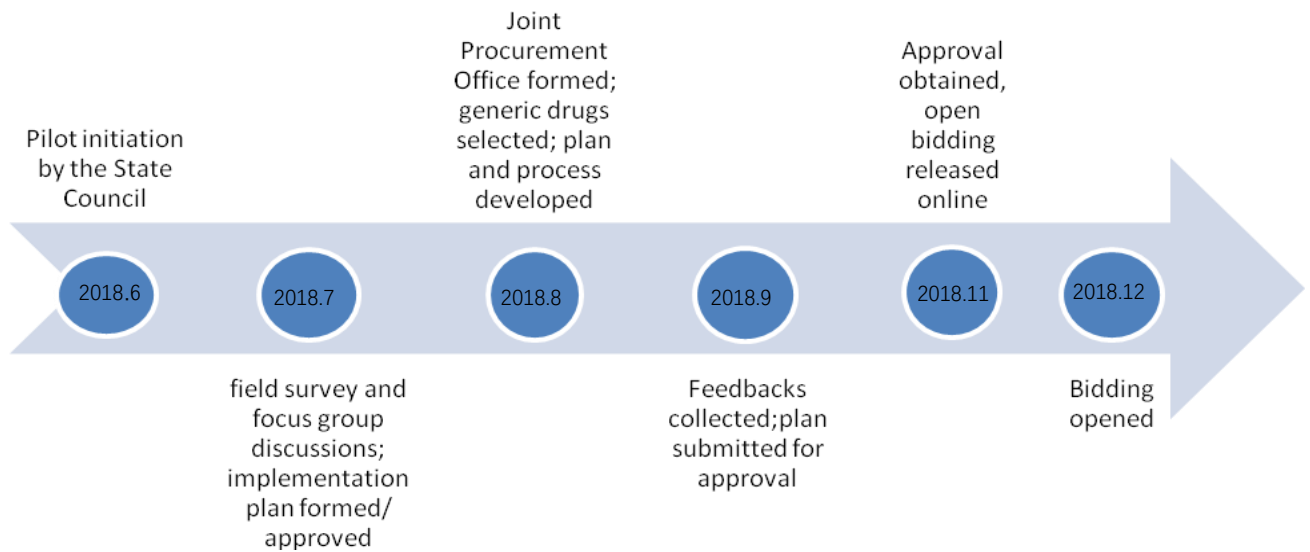 Pilot initiation
by the State
Council
2018.6
field survey and
focus group
discussions;
implementation
plan formed/
approved
2018.7
Joint
Procurement
Office formed;
generic drugs
selected; plan
and process
developed
2018.8
Feedbacks
collected;plan
submitted for
approval
2018.9
Approval
obtained,
open
bidding
released
online
2018.11
Bidding
opened
2018.12